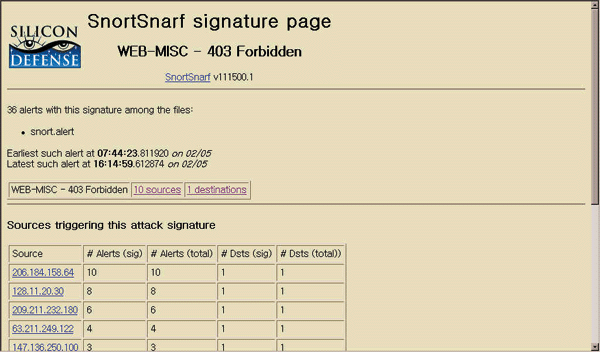 SILICON
DEFENSE
SnortSnarf signature page
WEB-MISC - 403 Forbidden
SnortSnarf v111500.1
36 alerts with this signature among the files:
• snort.alert
Earliest such alert at 07:44:23.811920 on 02/05
Latest such alert at 16:14:59.612874 on 02/05
WEB-MISC - 403 Forbidden 10 sources 1 destinations
Sources triggering this attack signature
Source # Alerts (sig) # Alerts (total) # Dsts (sig) # Dsts (total))
206.184.158.64 10 10 1 1
128.11.20.30 8 8 1 1
209.211.232.180 6 6 1 1
63.211.249.122 4 4 1 1
147.136.250.100 3 3 1 1